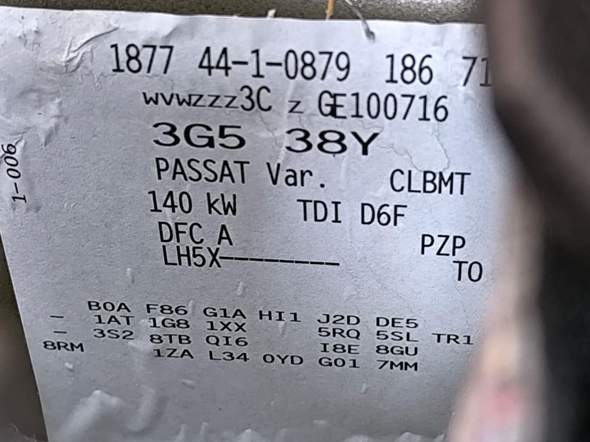 1877 44-1-0879 186 71
WVWZZZ3C Z GE100716
3G5 38Y
PASSAT Var. CLBMT
140 kW TDI D6F
DFC A PZP
LH5X-------- TO
1-006
B0A F86 G1A HI1 J2D DE5
- 1AT 1G8 1XX 5RQ 5SL TR1
- 3S2 8TB QI6 I8E 8GU
8RM 1ZA L34 0YD G01 7MM